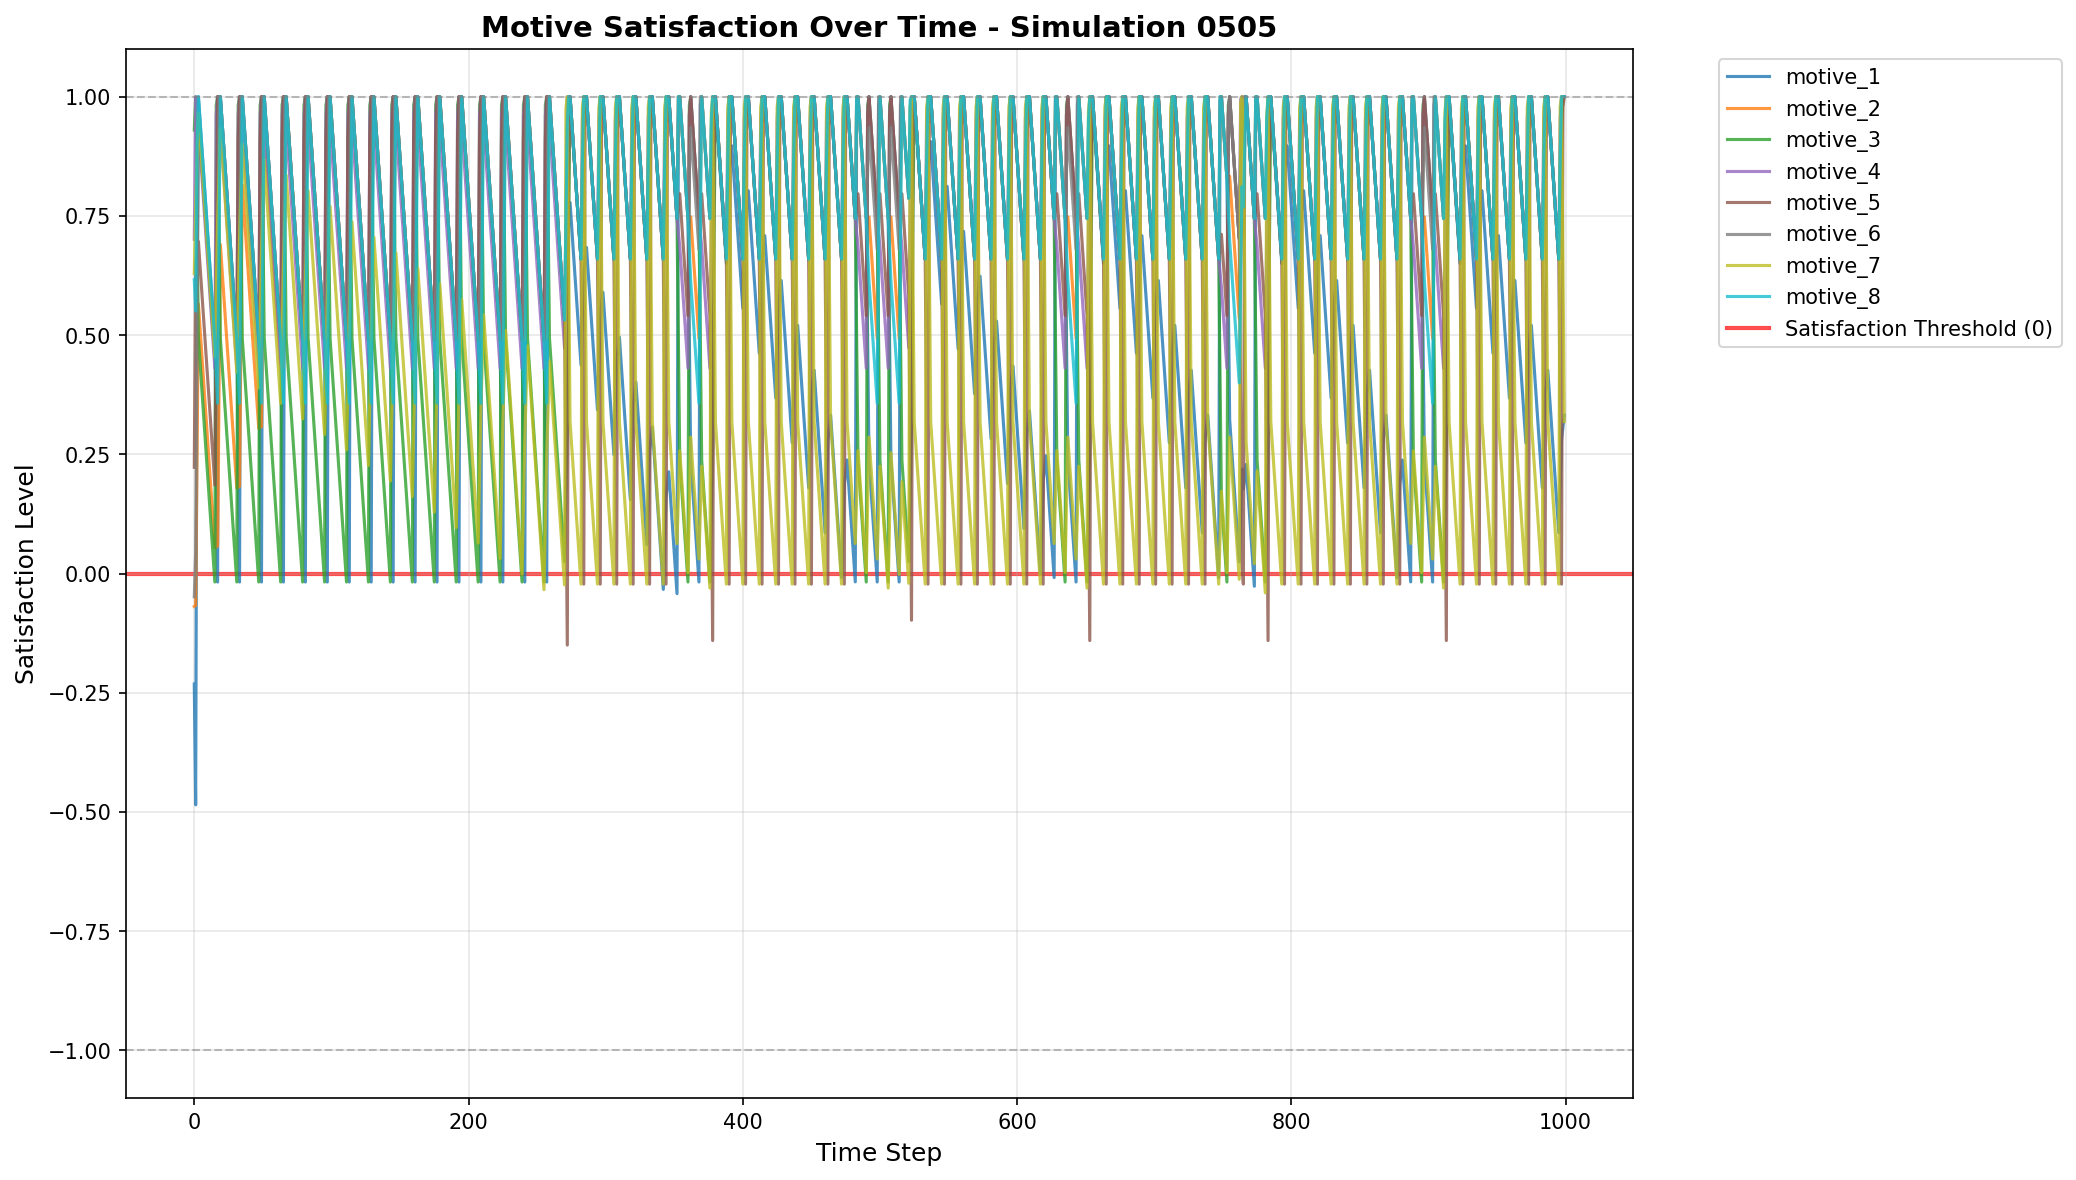 Motive Satisfaction Over Time - Simulation 0505
1.00
0.75
0.50
0.25
0.00
−0.25
−0.50
−0.75
−1.00
Satisfaction Level
0
200
400
600
800
1000
Time Step
motive_1
motive_2
motive_3
motive_4
motive_5
motive_6
motive_7
motive_8
Satisfaction Threshold (0)